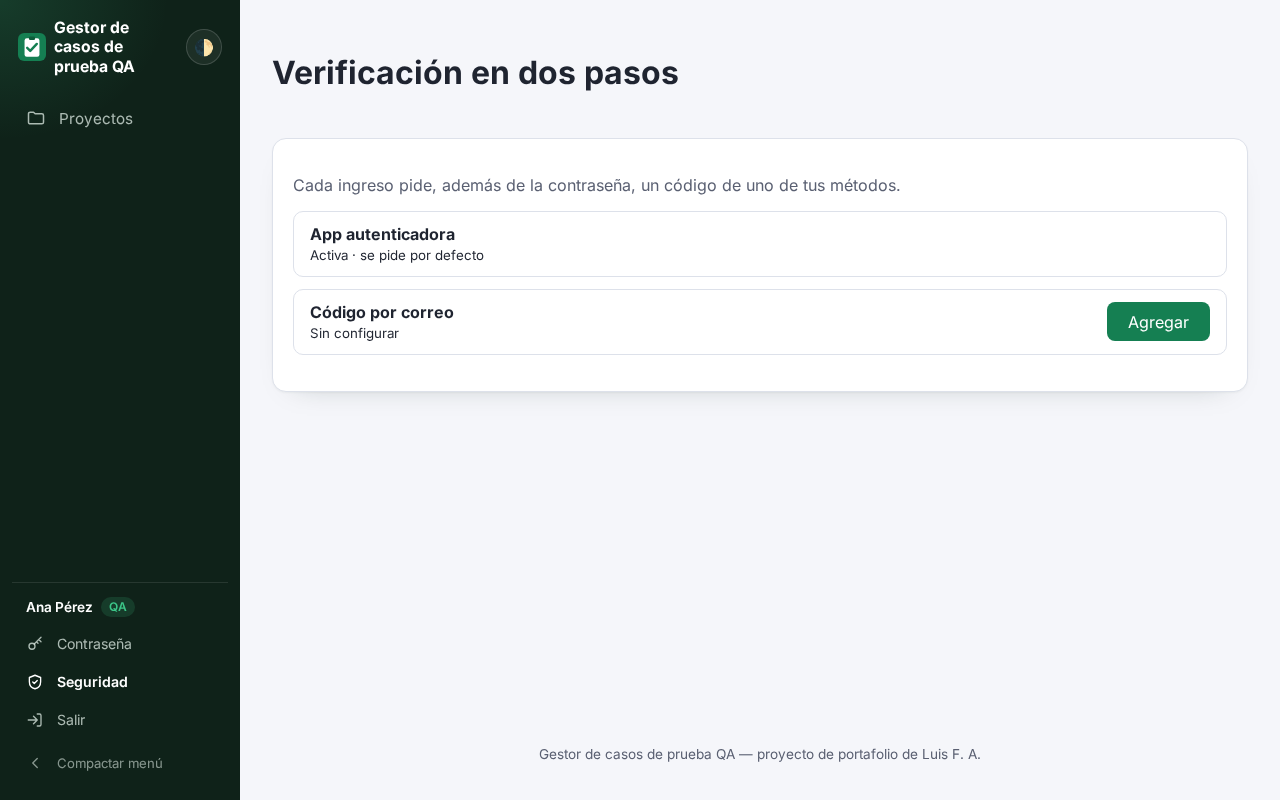 Gestor de
casos de
prueba QA
Proyectos
Ana Pérez QA
Contraseña
Seguridad
Salir
Compactar menú
Verificación en dos pasos
Cada ingreso pide, además de la contraseña, un código de uno de tus métodos.
App autenticadora
Activa · se pide por defecto
Código por correo
Sin configurar
Agregar
Gestor de casos de prueba QA — proyecto de portafolio de Luis F. A.